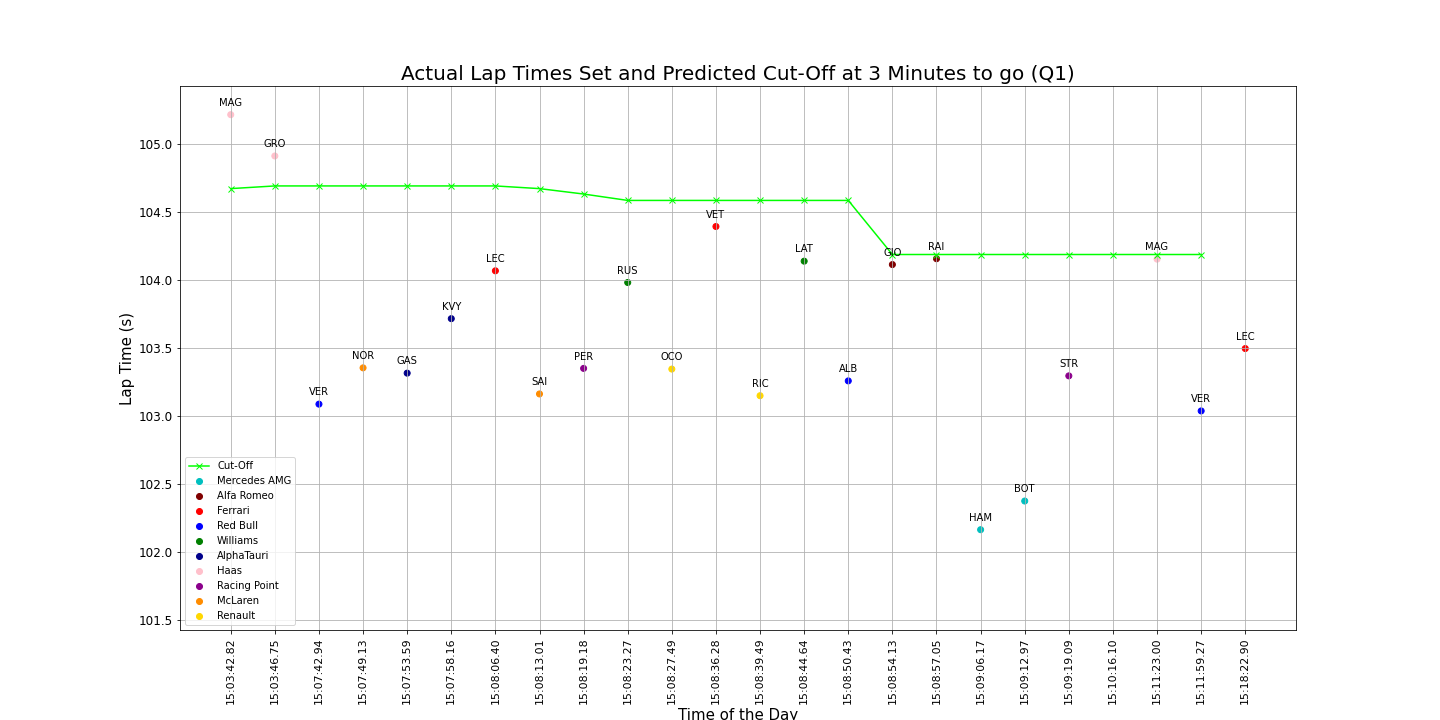 Actual Lap Times Set and Predicted Cut-Off at 3 Minutes to go (Q1)
Lap Time (s)
105.0
104.5
104.0
103.5
103.0
102.5
102.0
101.5
MAG
GRO
VER
NOR
GAS
KVY
LEC
SAI
PER
RUS
OCO
VET
RIC
LAT
ALB
GIO
RAI
HAM
BOT
STR
MAG
VER
LEC
Cut-Off
Mercedes AMG
Alfa Romeo
Ferrari
Red Bull
Williams
AlphaTauri
Haas
Racing Point
McLaren
Renault
15:03:42.82
15:03:46.75
15:07:42.94
15:07:49.13
15:07:53.59
15:07:58.16
15:08:06.40
15:08:13.01
15:08:19.18
15:08:23.27
15:08:27.49
15:08:36.28
15:08:39.49
15:08:44.64
15:08:50.43
15:08:54.13
15:08:57.05
15:09:06.17
15:09:12.97
15:09:19.09
15:10:16.10
15:11:23.00
15:11:59.27
15:18:22.90
Time of the Day